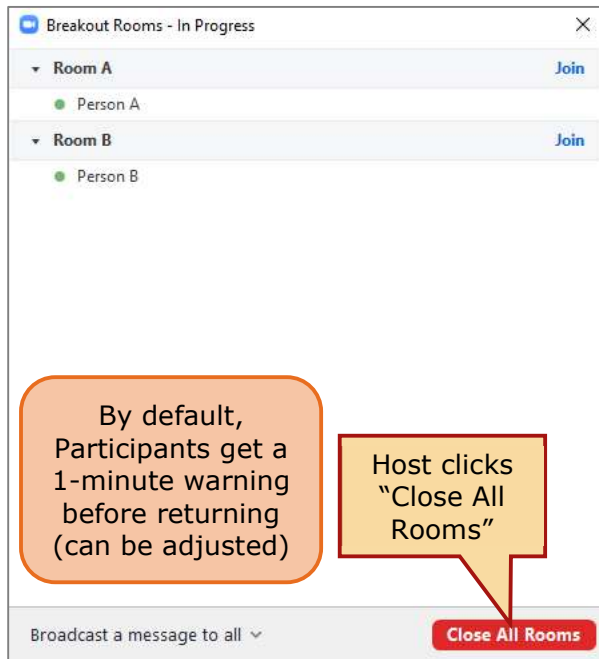 Breakout Rooms - In Progress
Room A
Join
Person A
Room B
Join
Person B
By default,
Participants get a
1-minute warning
before returning
(can be adjusted)
Host clicks
“Close All
Rooms”
Broadcast a message to all
Close All Rooms